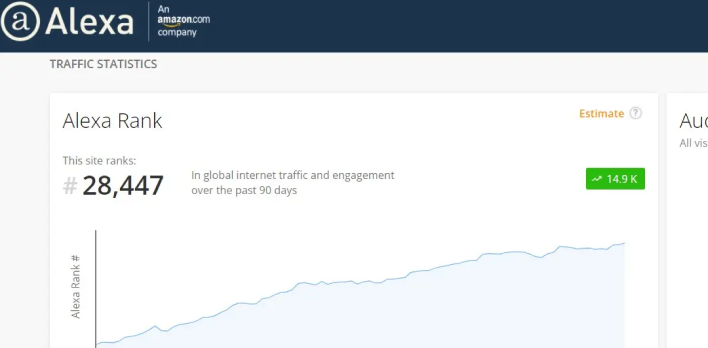 a Alexa
An
amazon.com
company
TRAFFIC STATISTICS
Alexa Rank
Estimate ?
This site ranks:
# 28,447
In global internet traffic and engagement
over the past 90 days
14.9 K
Alexa Rank #
All vis